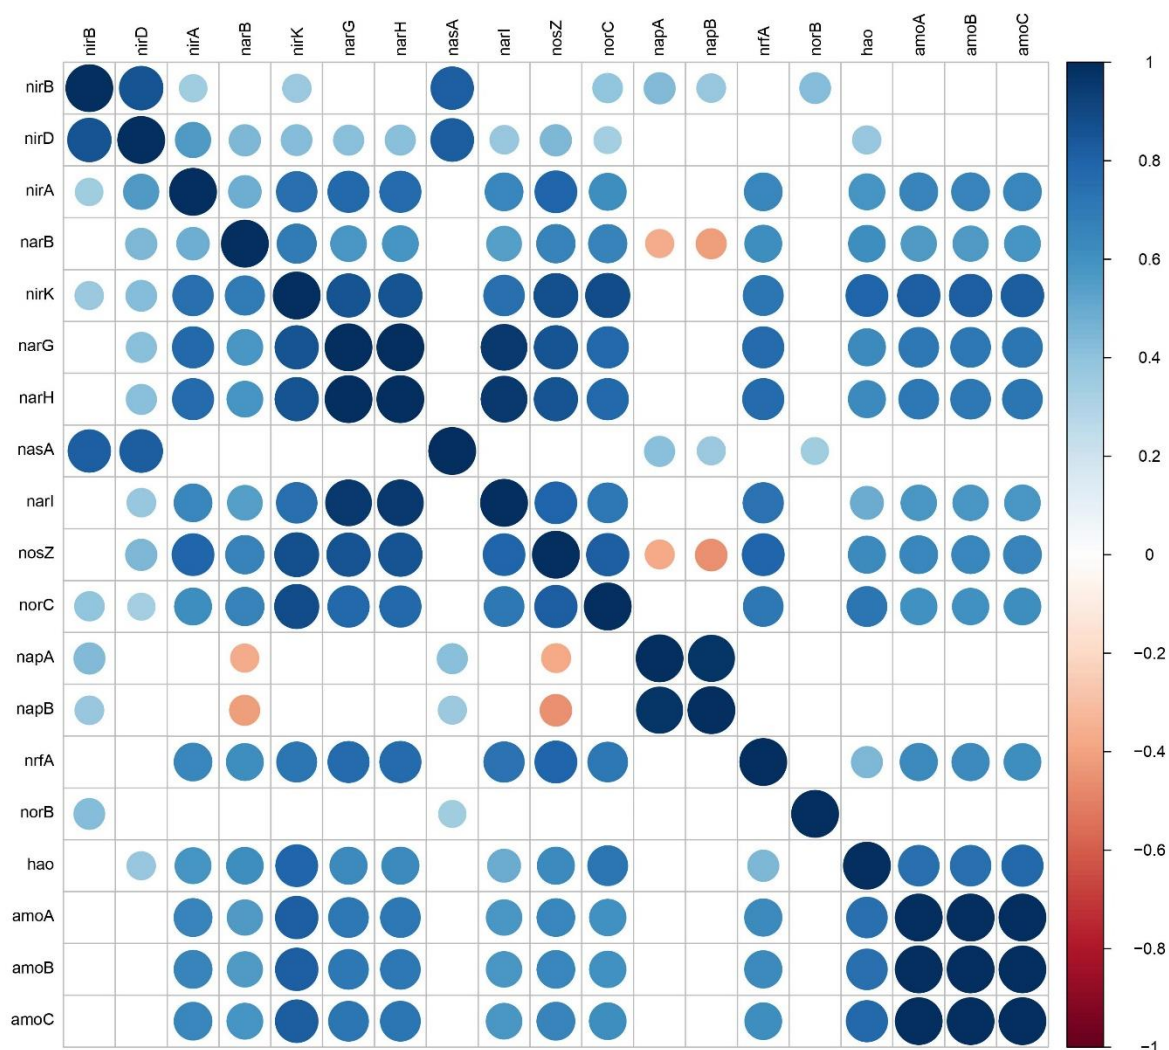 nirB nirD nirA narB nirK narG narH nasA narI nosZ norC napA napB nrfA norB hao amoA amoB amoC
nirB
nirD
nirA
narB
nirK
narG
narH
nasA
narI
nosZ
norC
napA
napB
nrfA
norB
hao
amoA
amoB
amoC
1
0.8
0.6
0.4
0.2
0
−0.2
−0.4
−0.6
−0.8
−1